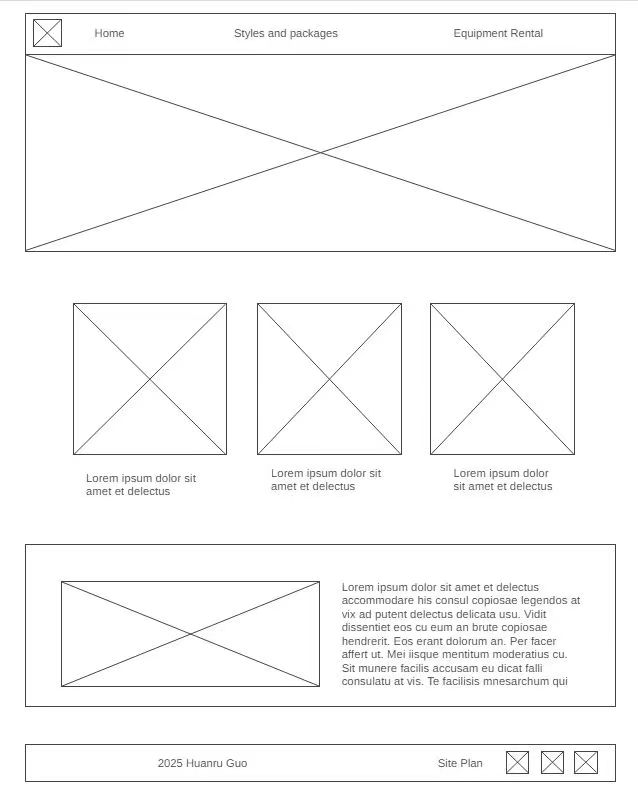 Home
Styles and packages
Equipment Rental
Lorem ipsum dolor sit
amet et delectus
Lorem ipsum dolor sit
amet et delectus
Lorem ipsum dolor
sit amet et delectus
Lorem ipsum dolor sit amet et delectus
accommodare his consul copiosae legendos at
vix ad putent delectus delicata usu. Vidit
dissentiet eos cu eum an brute copiosae
hendrerit. Eos erant dolorum an. Per facer
affert ut. Mei iisque mentitum moderatius cu.
Sit munere facilis accusam eu dicat falli
consulatu at vis. Te facilisis mnesarchum qui
2025 Huanru Guo
Site Plan